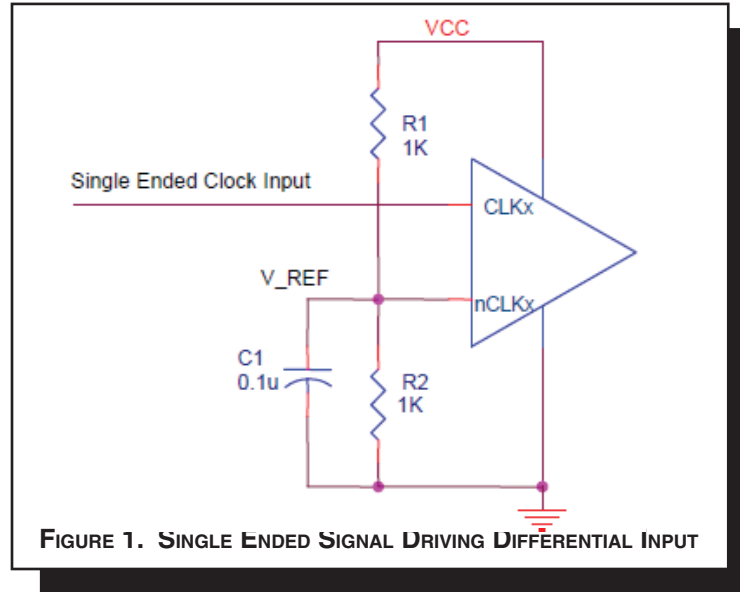 VCC
R1
1K
Single Ended Clock Input
CLKx
V_REF
nCLKx
C1
0.1u
R2
1K
FIGURE 1. SINGLE ENDED SIGNAL DRIVING DIFFERENTIAL INPUT